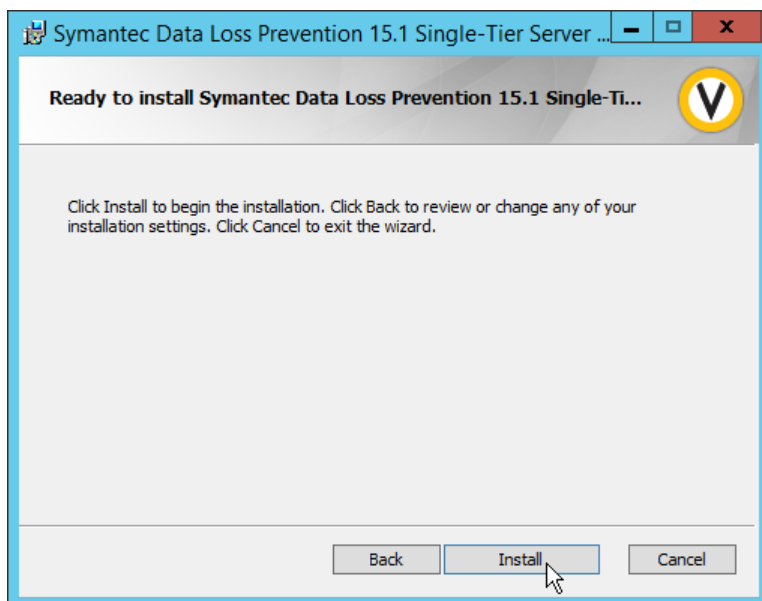 Symantec Data Loss Prevention 15.1 Single-Tier Server ...
Ready to install Symantec Data Loss Prevention 15.1 Single-Ti...
Click Install to begin the installation. Click Back to review or change any of your
installation settings. Click Cancel to exit the wizard.
Back Install Cancel